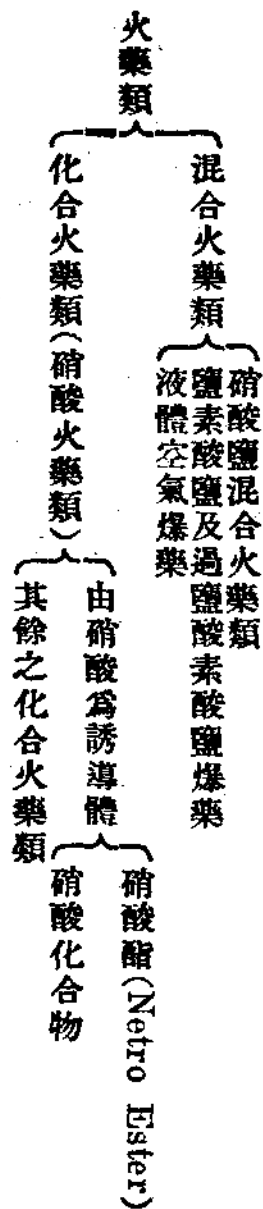 火藥類
混合火藥類
硝酸鹽混合火藥類
鹽素酸鹽及過鹽酸素酸鹽爆藥
液體空氣爆藥
化合火藥類(硝酸火藥類)
由硝酸爲誘導體
硝酸酯(Netro Ester)
硝酸化合物
其餘之化合火藥類